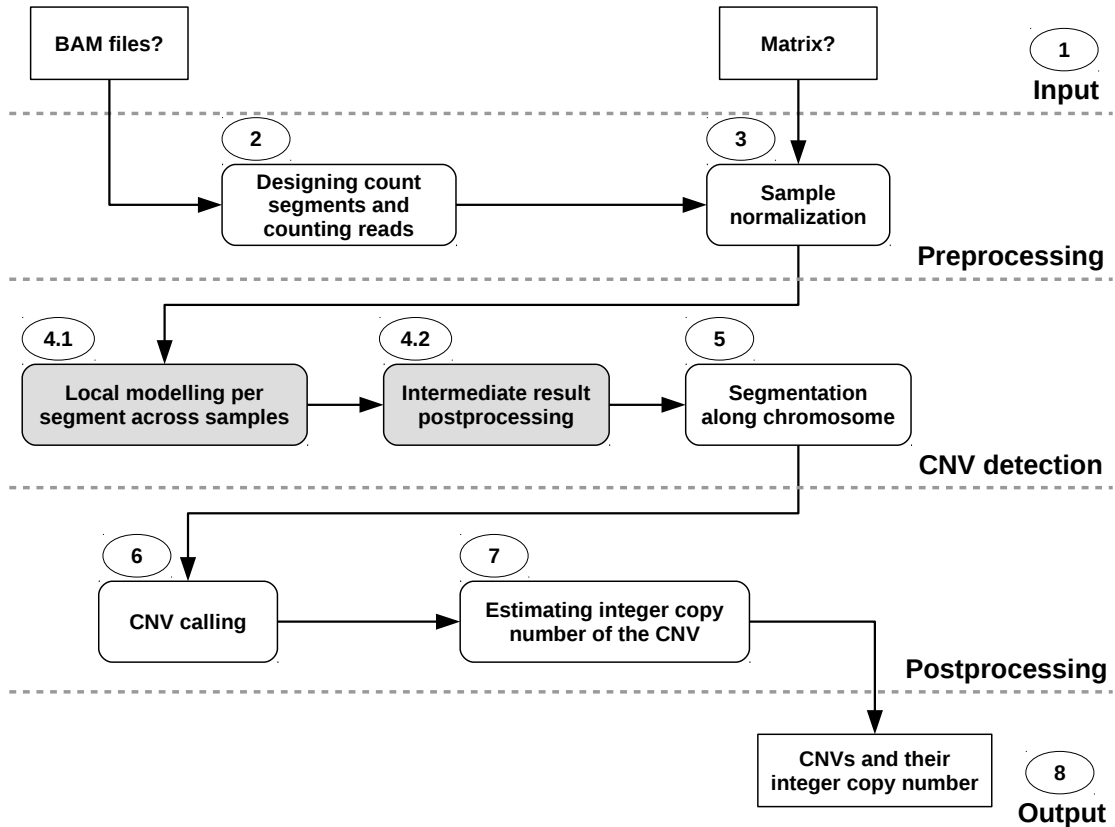 BAM files?
Matrix?
1
Input
2
3
Designing count
segments and
counting reads
Sample
normalization
Preprocessing
4.1
4.2
5
Local modelling per
segment across samples
Intermediate result
postprocessing
Segmentation
along chromosome
CNV detection
6
7
CNV calling
Estimating integer copy
number of the CNV
Postprocessing
CNVs and their
integer copy number
8
Output